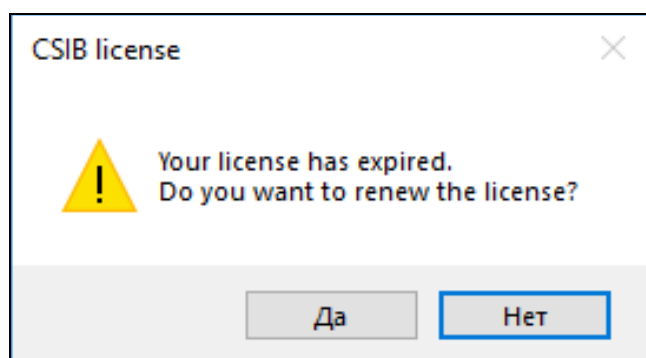 CSIB license
Your license has expired.
Do you want to renew the license?
Да
Нет